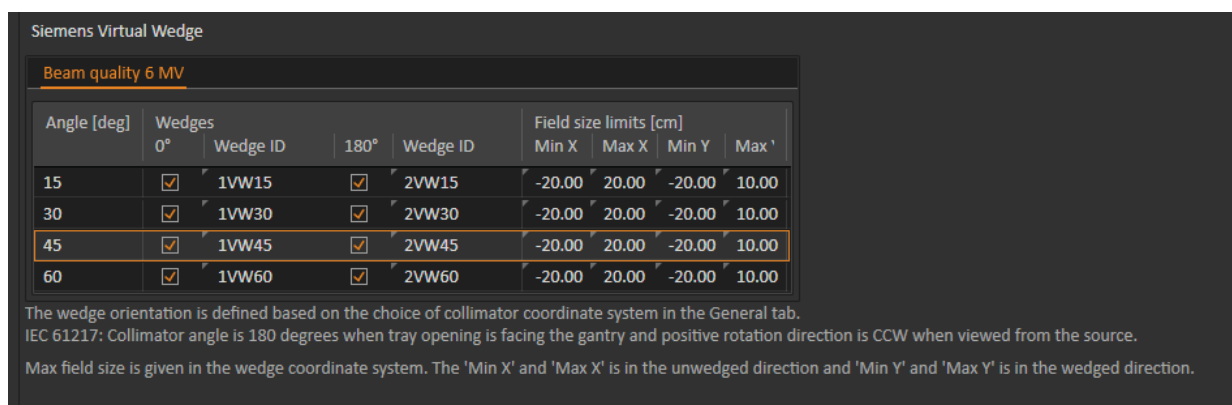 Siemens Virtual Wedge
Beam quality 6 MV
Angle [deg] Wedges Field size limits [cm]
0° Wedge ID 180° Wedge ID Min X Max X Min Y Max
15 1VW15 2VW15 -20.00 20.00 -20.00 10.00
30 1VW30 2VW30 -20.00 20.00 -20.00 10.00
45 1VW45 2VW45 -20.00 20.00 -20.00 10.00
60 1VW60 2VW60 -20.00 20.00 -20.00 10.00
The wedge orientation is defined based on the choice of collimator coordinate system in the General tab.
IEC 61217: Collimator angle is 180 degrees when tray opening is facing the gantry and positive rotation direction is CCW when viewed from the source.
Max field size is given in the wedge coordinate system. The 'Min X' and 'Max X' is in the unwedged direction and 'Min Y' and 'Max Y' is in the wedged direction.